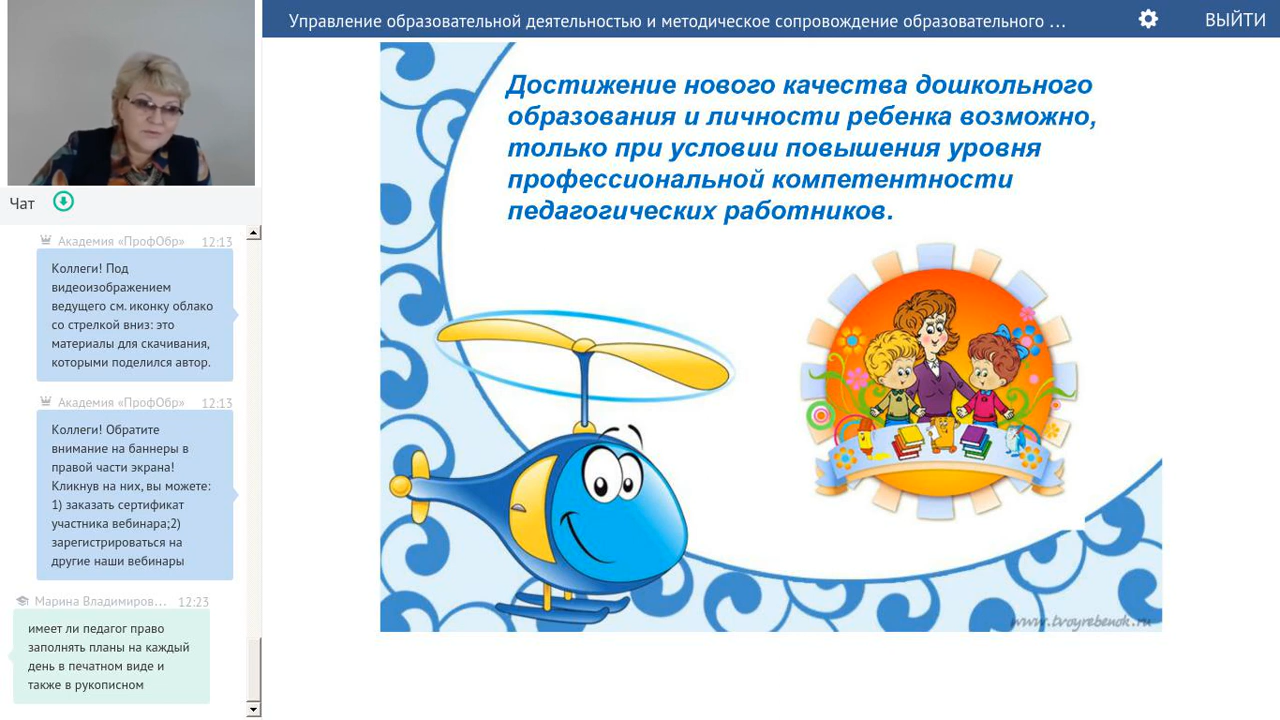 Управление образовательной деятельностью и методическое сопровождение образовательного ...
ВЫЙТИ
Чат
Академия «ПрофОбр» 12:13
Коллеги! Под
видеоизображением
ведущего см. иконку облако
со стрелкой вниз: это
материалы для скачивания,
которыми поделился автор.
Академия «ПрофОбр» 12:13
Коллеги! Обратите
внимание на баннеры в
правой части экрана!
Кликнув на них, вы можете:
1) заказать сертификат
участника вебинара;2)
зарегистрироваться на
другие наши вебинары
Марина Владимиров... 12:23
имеет ли педагог право
заполнять планы на каждый
день в печатном виде и
также в рукописном
Достижение нового качества дошкольного
образования и личности ребенка возможно,
только при условии повышения уровня
профессиональной компетентности
педагогических работников.
www.tvoyrebenok.ru